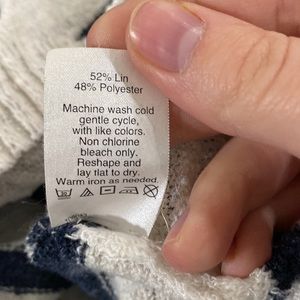 52% Lin
48% Polyester
Machine wash cold
gentle cycle,
with like colors.
Non chlorine
bleach only.
Reshape and
lay flat to dry.
Warm iron as needed.